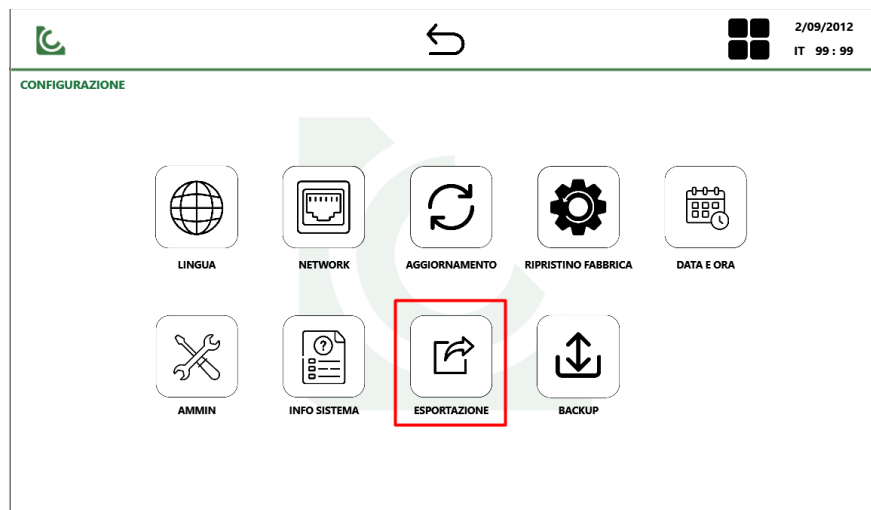 2/09/2012
IT 99 : 99
CONFIGURAZIONE
LINGUA NETWORK AGGIORNAMENTO RIPRISTINO FABBRICA DATA E ORA
AMMIN INFO SISTEMA ESPORTAZIONE BACKUP